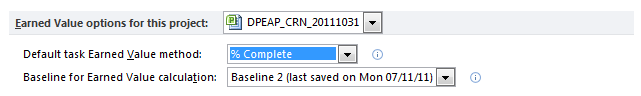 Earned Value options for this project: DPEAP_CRN_20111031
Default task Earned Value method: % Complete
Baseline for Earned Value calculation: Baseline 2 (last saved on Mon 07/11/11)